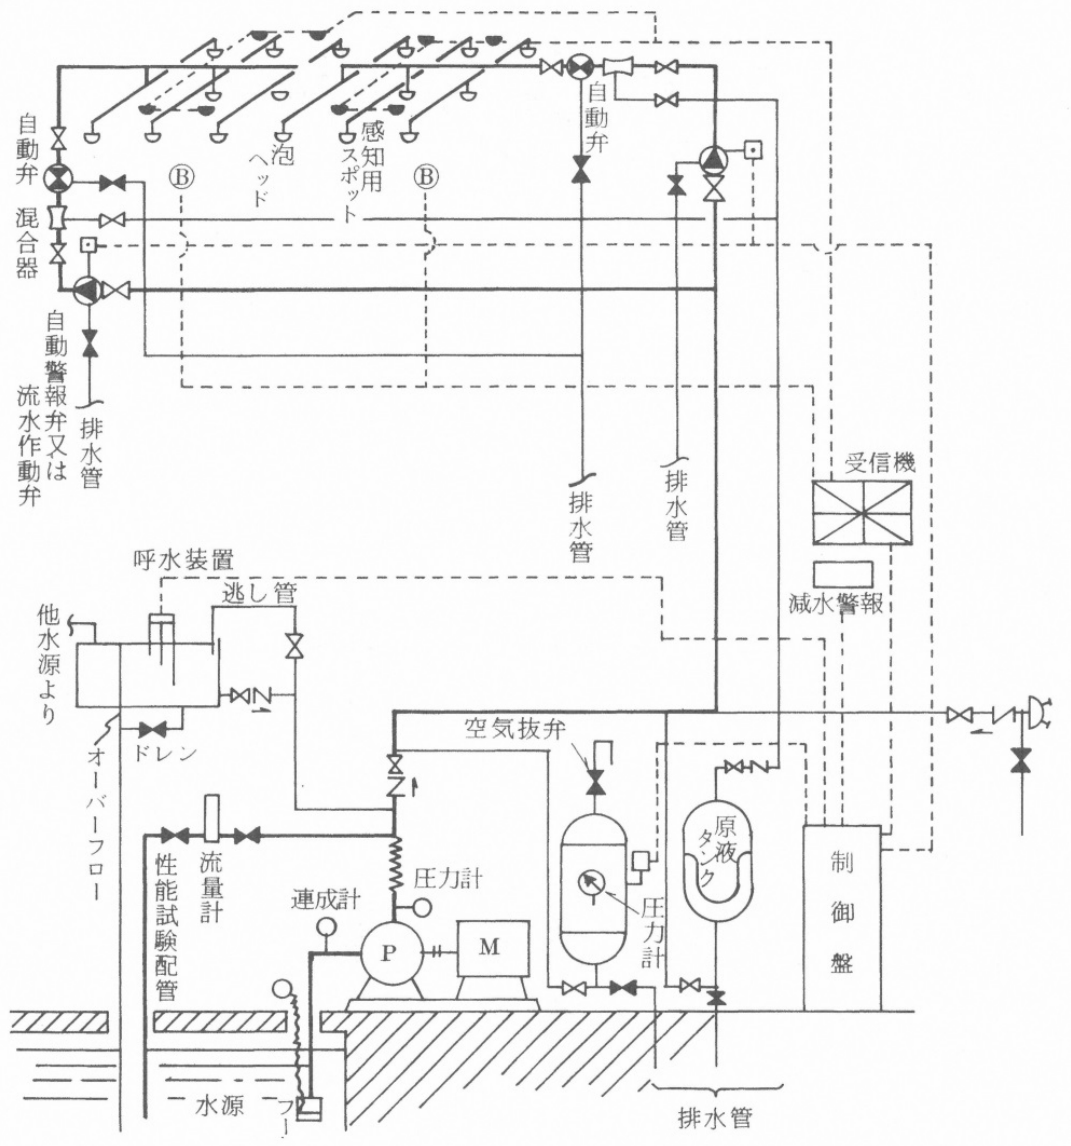 自動弁
混合器
自動警報弁又は
流水作動弁
排水管
Ⓑ
泡
ヘッド
感知用
スポット
Ⓑ
自動弁
排水管
排水管
受信機
減水警報
呼水装置
逃し管
他水源より
ドレン
オーバーフロー
性能試験配管
流量計
連成計
圧力計
P
M
空気抜弁
圧力計
原液
タンク
制御盤
水源
フー
排水管